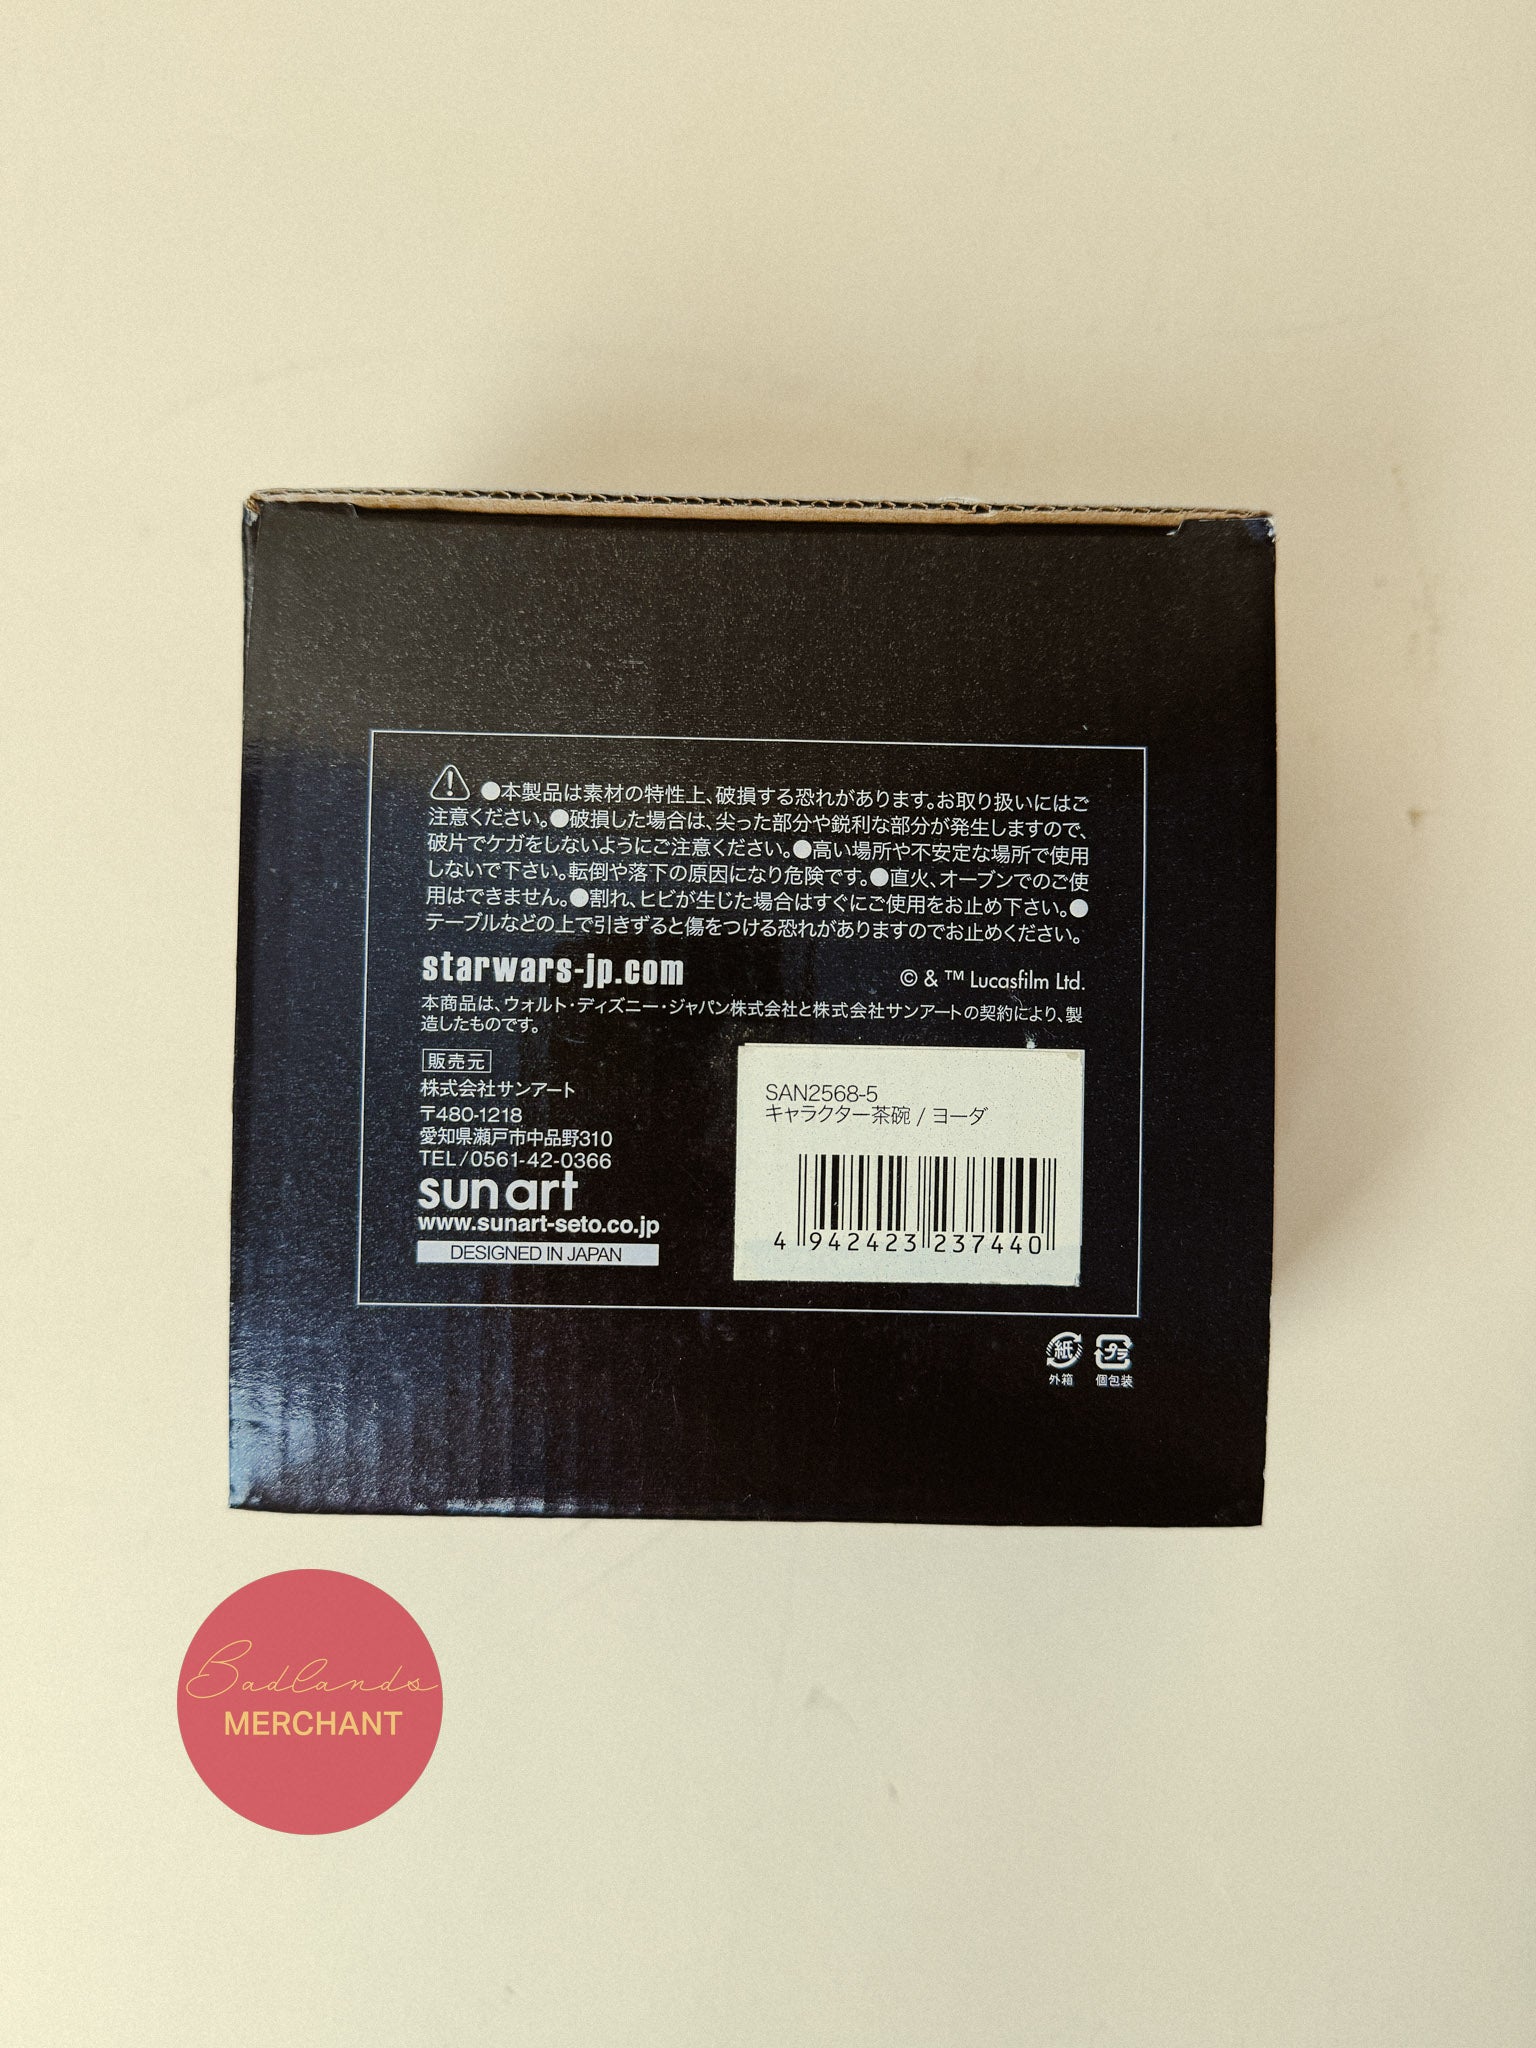 ●本製品は素材の特性上、破損する恐れがあります。お取り扱いにはご
注意ください。●破損した場合は、尖った部分や鋭利な部分が発生しますので、
破片でケガをしないようにご注意ください。●高い場所や不安定な場所で使用
しないで下さい。転倒や落下の原因になり危険です。●直火、オーブンでのご使
用はできません。●割れ、ヒビが生じた場合はすぐにご使用をお止め下さい。●
テーブルなどの上で引きずると傷をつける恐れがありますのでお止めください。
starwars-jp.com
© & ™ Lucasfilm Ltd.
本商品は、ウォルト・ディズニー・ジャパン株式会社と株式会社サンアートの契約により、製
造したものです。
販売元
株式会社サンアート
〒480-1218
愛知県瀬戸市中品野310
TEL/0561-42-0366
sun art
www.sunart-seto.co.jp
DESIGNED IN JAPAN
SAN2568-5
キャラクター茶碗 / ヨーダ
4 942423 237440
紙 プラ
外箱 個包装
Badlands
MERCHANT